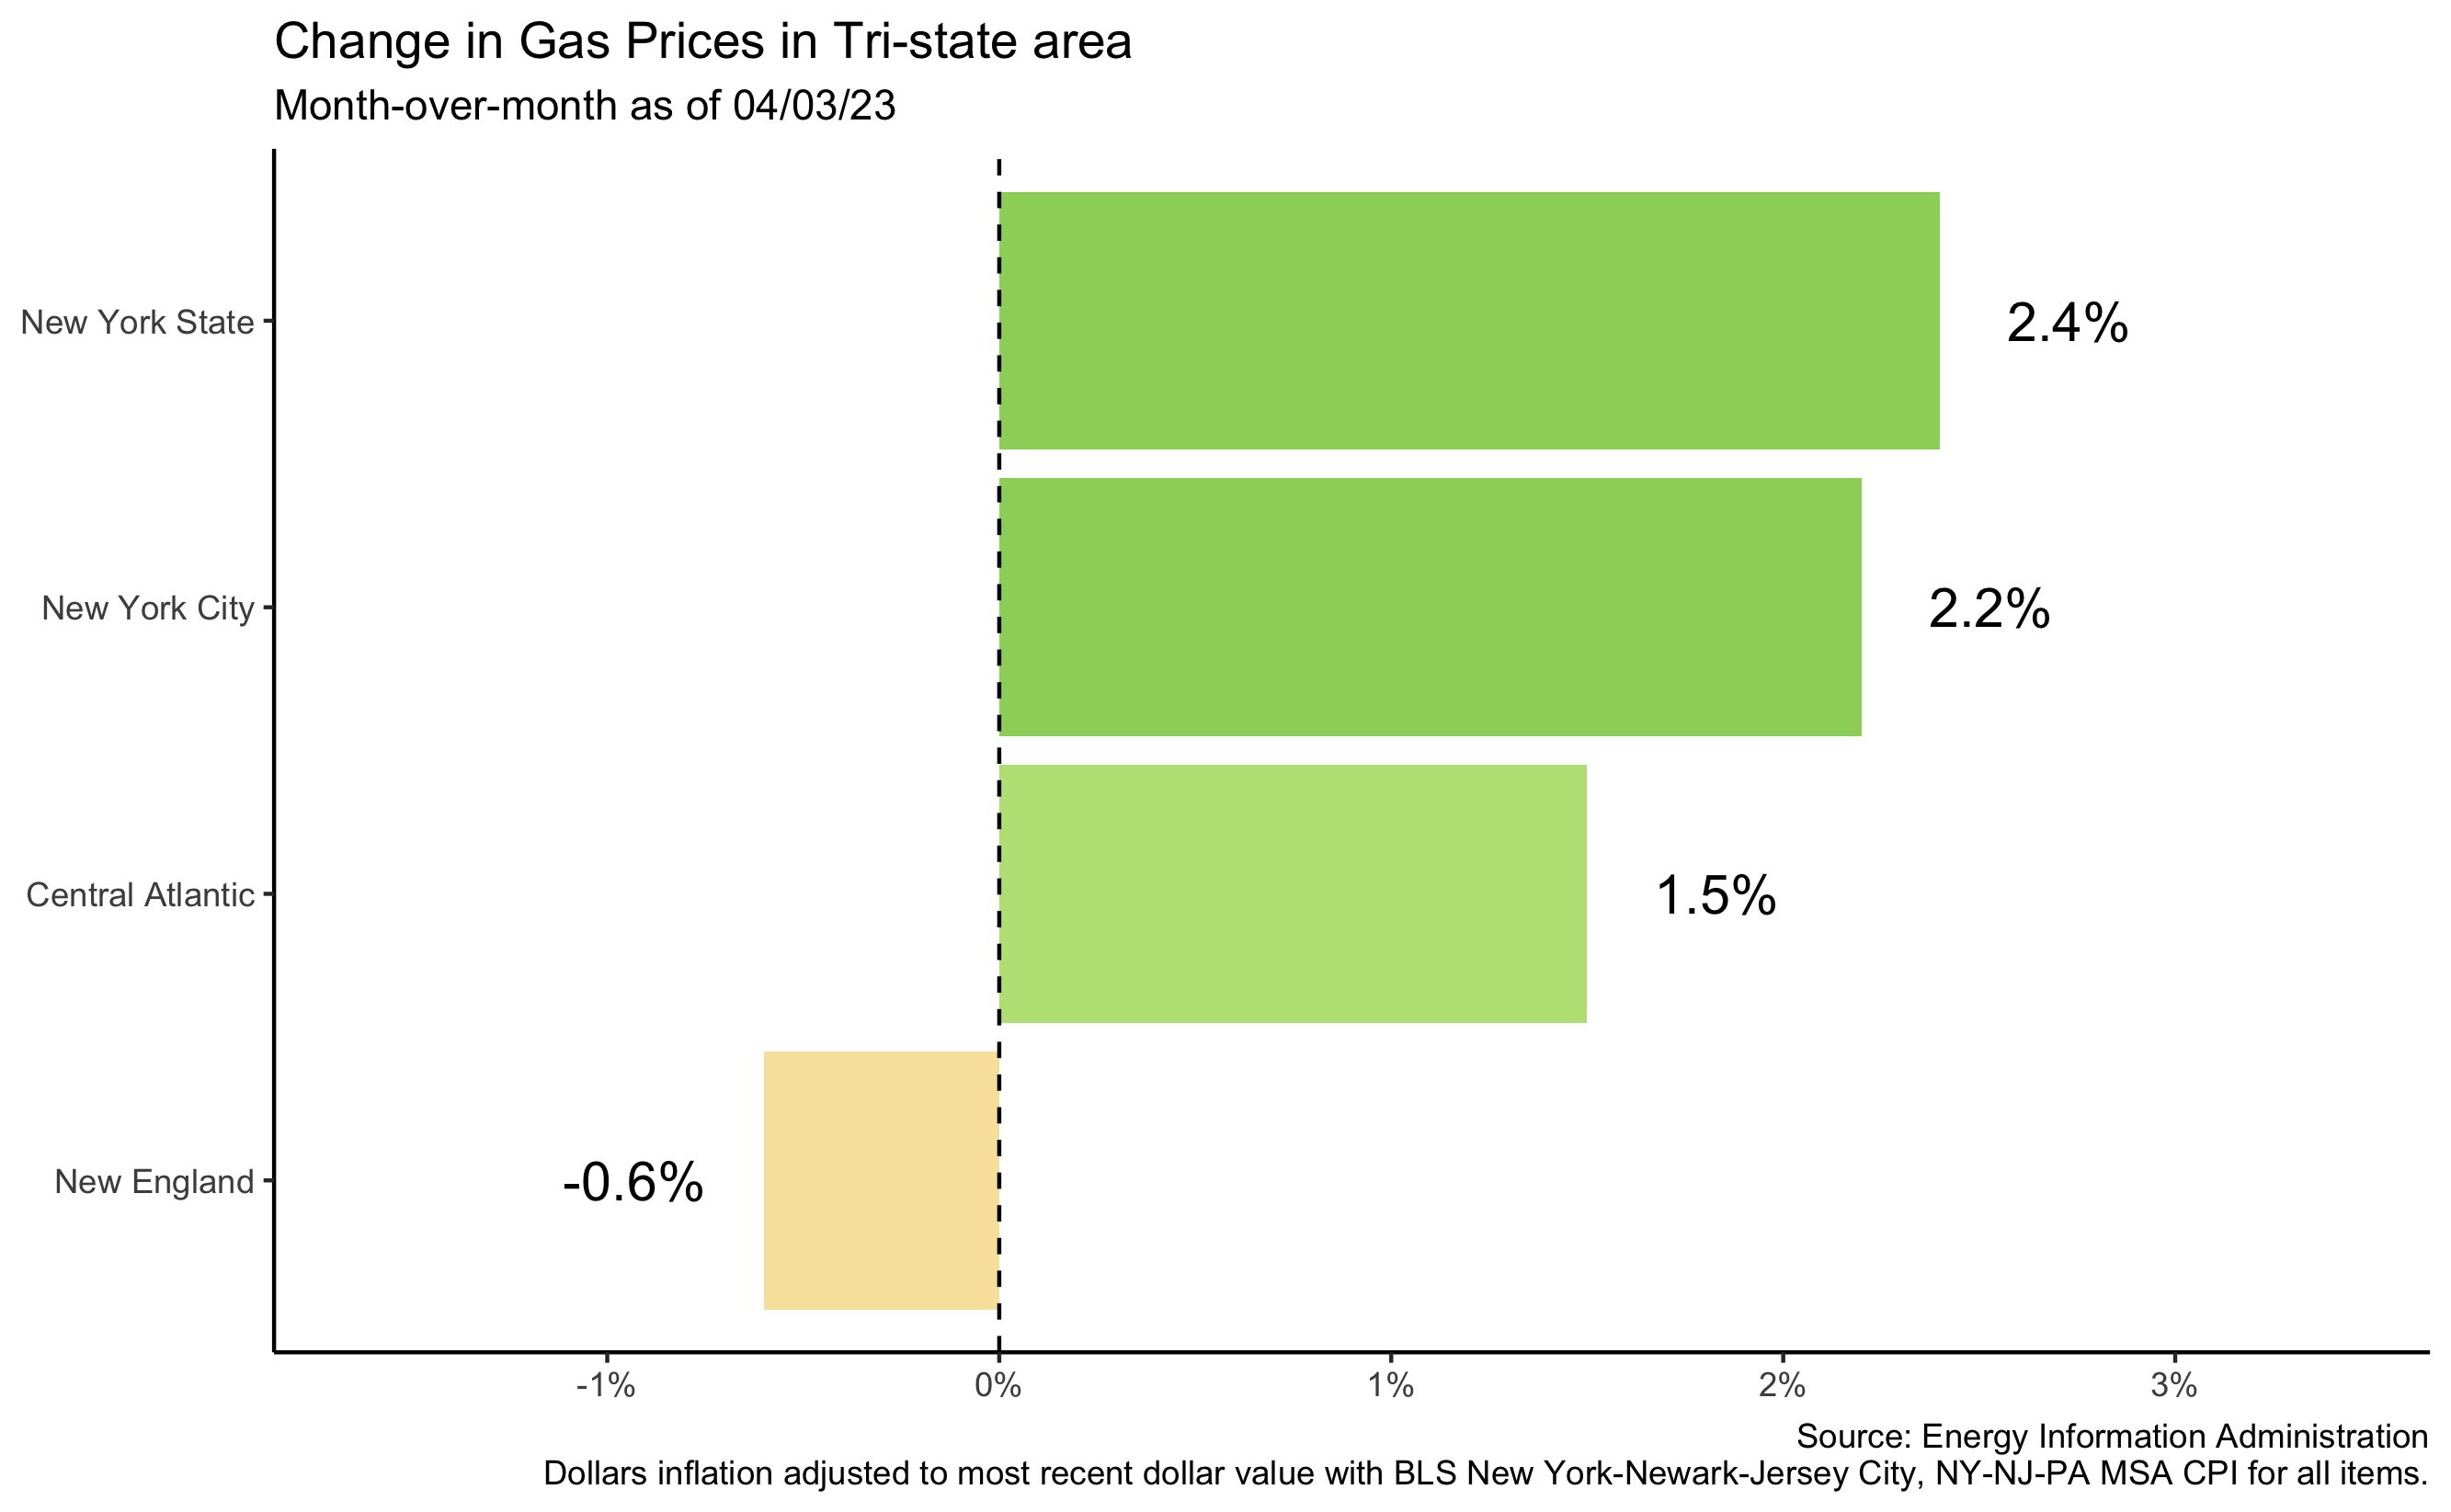 Change in Gas Prices in Tri-state area
Month-over-month as of 04/03/23
New York State
2.4%
New York City
2.2%
Central Atlantic
1.5%
New England
-0.6%
-1%
0%
1%
2%
3%
Source: Energy Information Administration
Dollars inflation adjusted to most recent dollar value with BLS New York-Newark-Jersey City, NY-NJ-PA MSA CPI for all items.